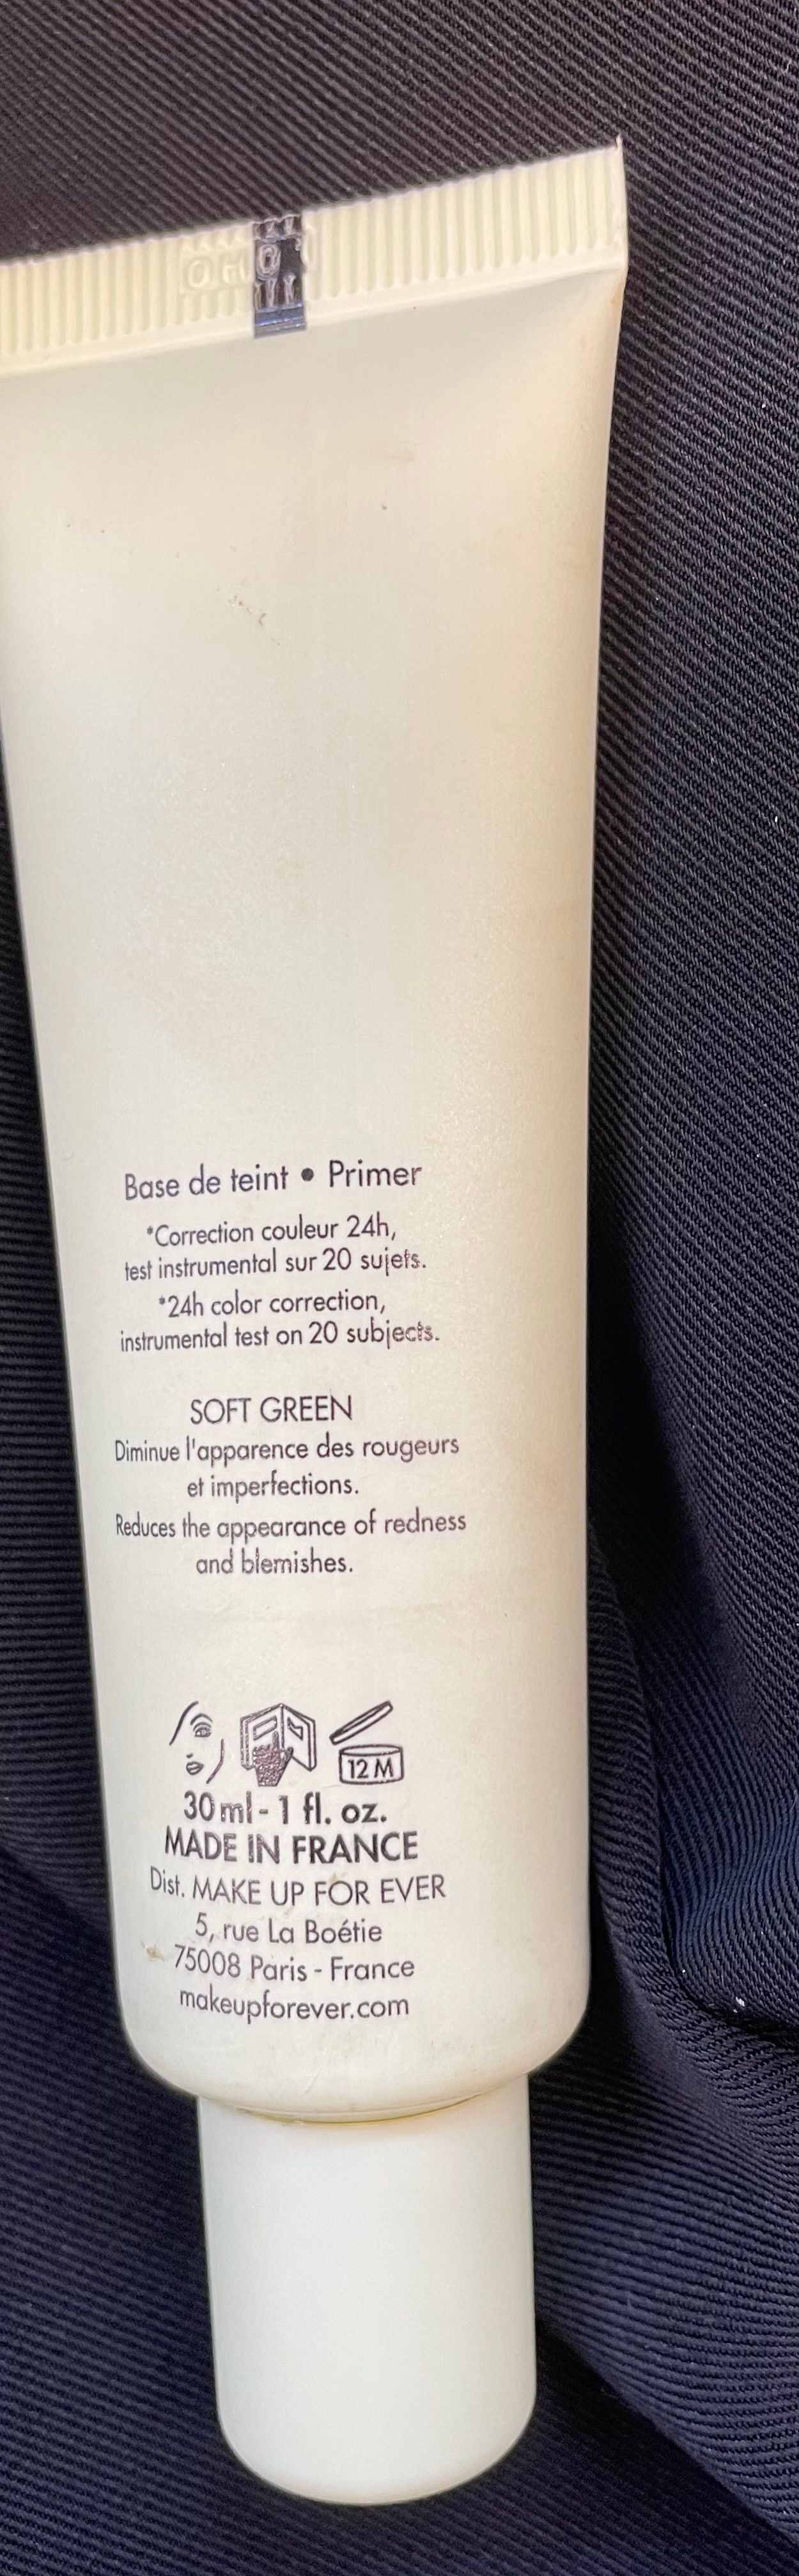 Base de teint • Primer
*Correction couleur 24h,
test instrumental sur 20 sujets.
*24h color correction,
instrumental test on 20 subjects.
SOFT GREEN
Diminue l'apparence des rougeurs
et imperfections.
Reduces the appearance of redness
and blemishes.
12 M
30 ml - 1 fl. oz.
MADE IN FRANCE
Dist. MAKE UP FOR EVER
5, rue La Boétie
75008 Paris - France
makeupforever.com